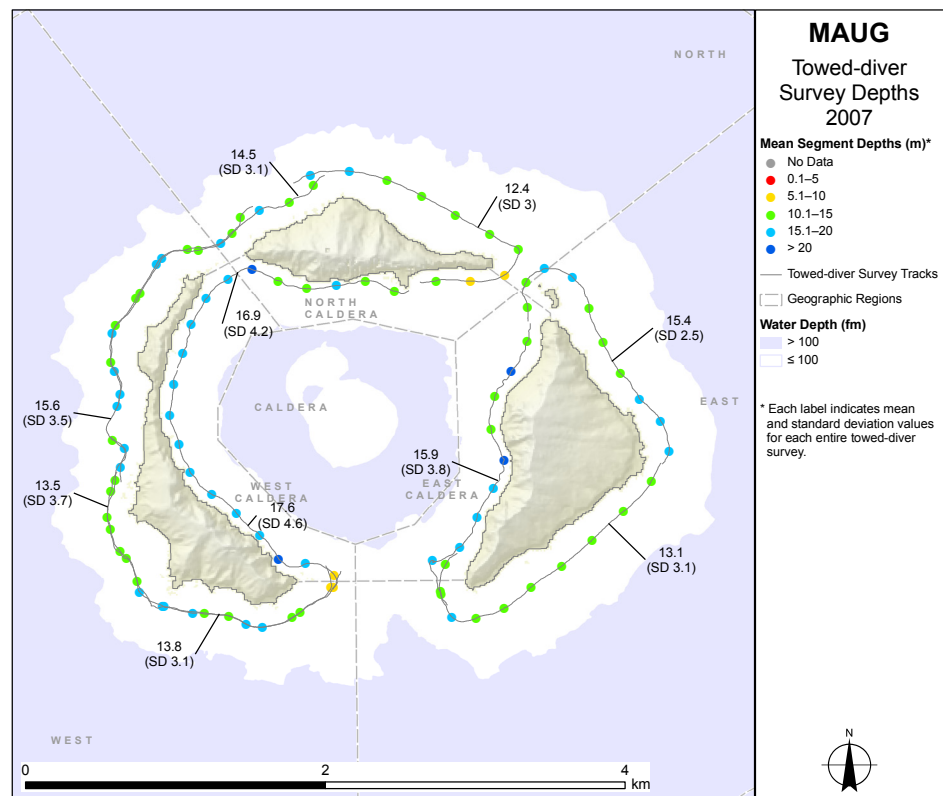 MAUG
Towed-diver
Survey Depths
2007
Mean Segment Depths (m)*
No Data
0.1–5
5.1–10
10.1–15
15.1–20
> 20
Towed-diver Survey Tracks
Geographic Regions
Water Depth (fm)
> 100
≤ 100
* Each label indicates mean
and standard deviation values
for each entire towed-diver
survey.
N
NORTH
14.5
(SD 3.1)
12.4
(SD 3)
NORTH
CALDERA
16.9
(SD 4.2)
15.4
(SD 2.5)
EAST
CALDERA
15.6
(SD 3.5)
15.9
(SD 3.8)
EAST
CALDERA
WEST
CALDERA
13.5
(SD 3.7)
17.6
(SD 4.6)
13.1
(SD 3.1)
13.8
(SD 3.1)
WEST
0
2
4
km